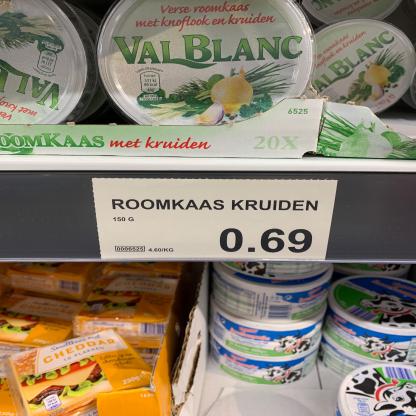 Verse roomkaas
met knoflook en kruiden
VALBLANC
6525
ROOMKAAS met kruiden
20X
ROOMKAAS KRUIDEN
150 G
0006525 4.60/KG
0.69
CHEDDAR